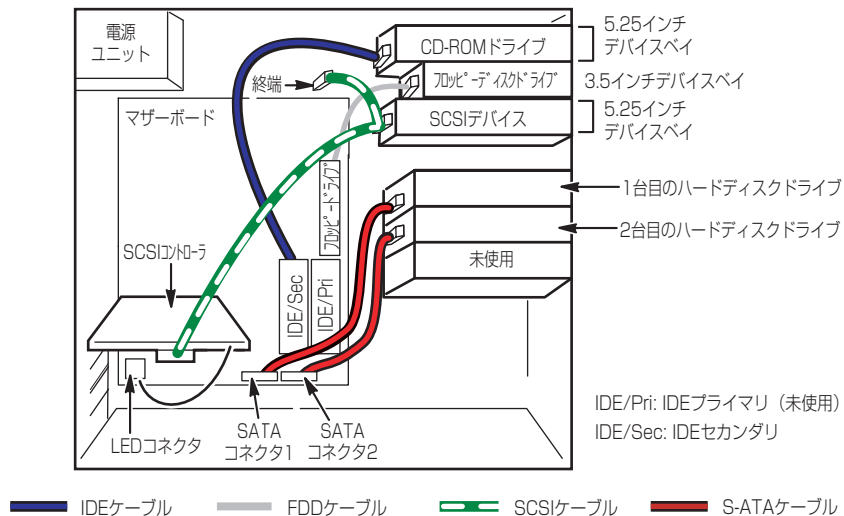 電源
ユニット
CD-ROMドライブ
5.25インチ
デバイスベイ
フロッピーディスクドライブ
3.5インチデバイスベイ
終端
マザーボード
SCSIデバイス
5.25インチ
デバイスベイ
フロッピードライブ
1台目のハードディスクドライブ
2台目のハードディスクドライブ
未使用
SCSIコントローラ
IDE/Sec
IDE/Pri
LEDコネクタ
SATA
コネクタ1
SATA
コネクタ2
IDE/Pri: IDEプライマリ（未使用）
IDE/Sec: IDEセカンダリ
IDEケーブル
FDDケーブル
SCSIケーブル
S-ATAケーブル